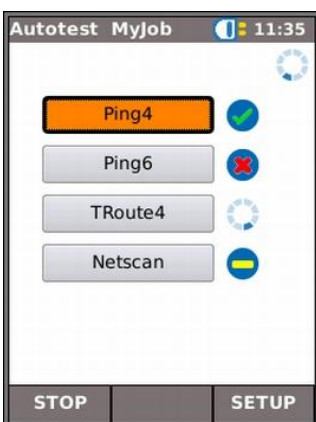 Autotest MyJob 11:35
Ping4
Ping6
TRoute4
Netscan
STOP SETUP